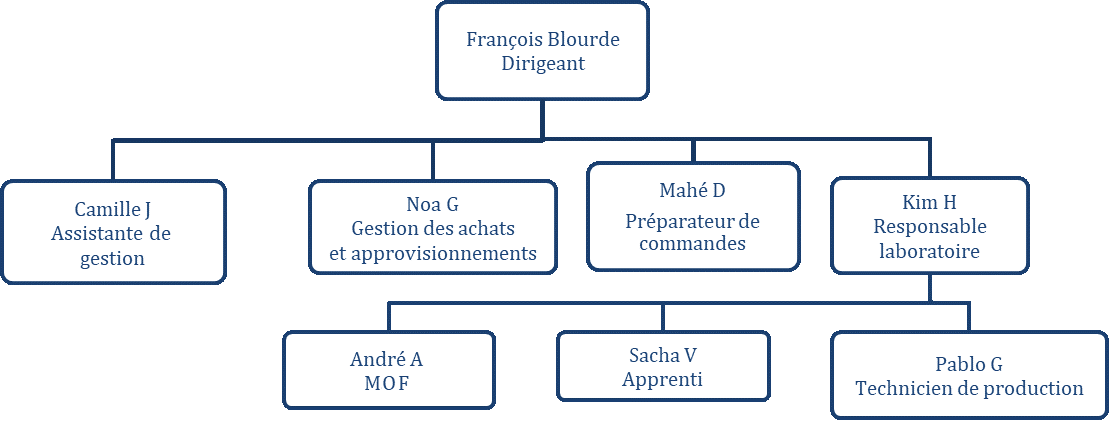 François Blourde
Dirigeant
Camille J
Assistante de
gestion
Noa G
Gestion des achats
et approvisionnements
Mahé D
Préparateur de
commandes
Kim H
Responsable
laboratoire
André A
MOF
Sacha V
Apprenti
Pablo G
Technicien de production